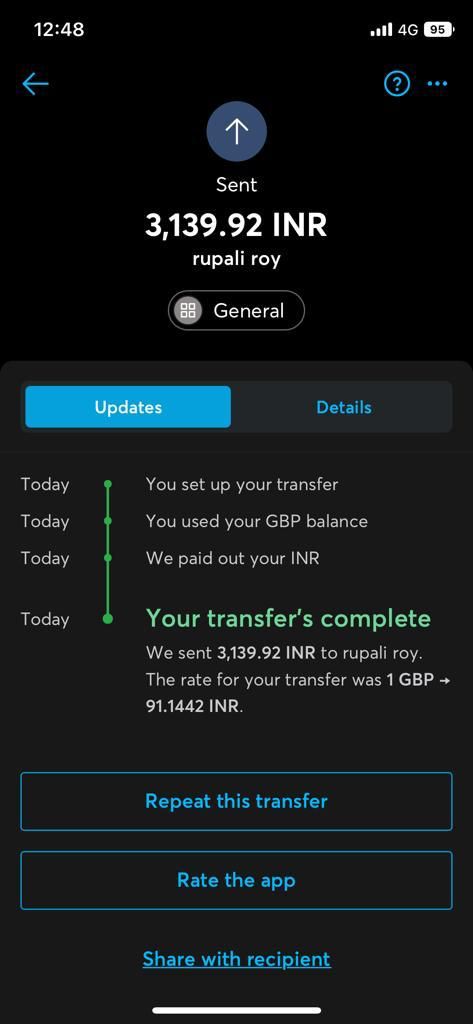 12:48
4G 95
Sent
3,139.92 INR
rupali roy
General
Updates Details
Today You set up your transfer
Today You used your GBP balance
Today We paid out your INR
Today Your transfer's complete
We sent 3,139.92 INR to rupali roy.
The rate for your transfer was 1 GBP →
91.1442 INR.
Repeat this transfer
Rate the app
Share with recipient